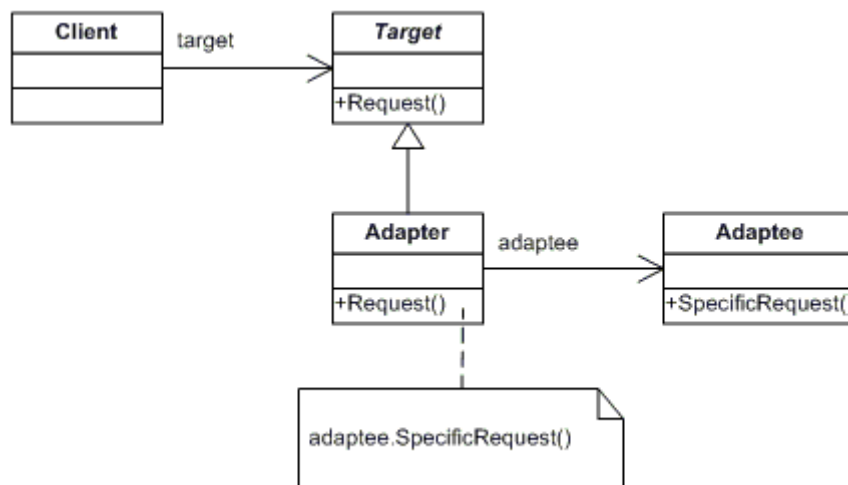 Client
target
Target
+Request()
Adapter
adaptee
Adaptee
+Request()
+SpecificRequest()
adaptee.SpecificRequest()